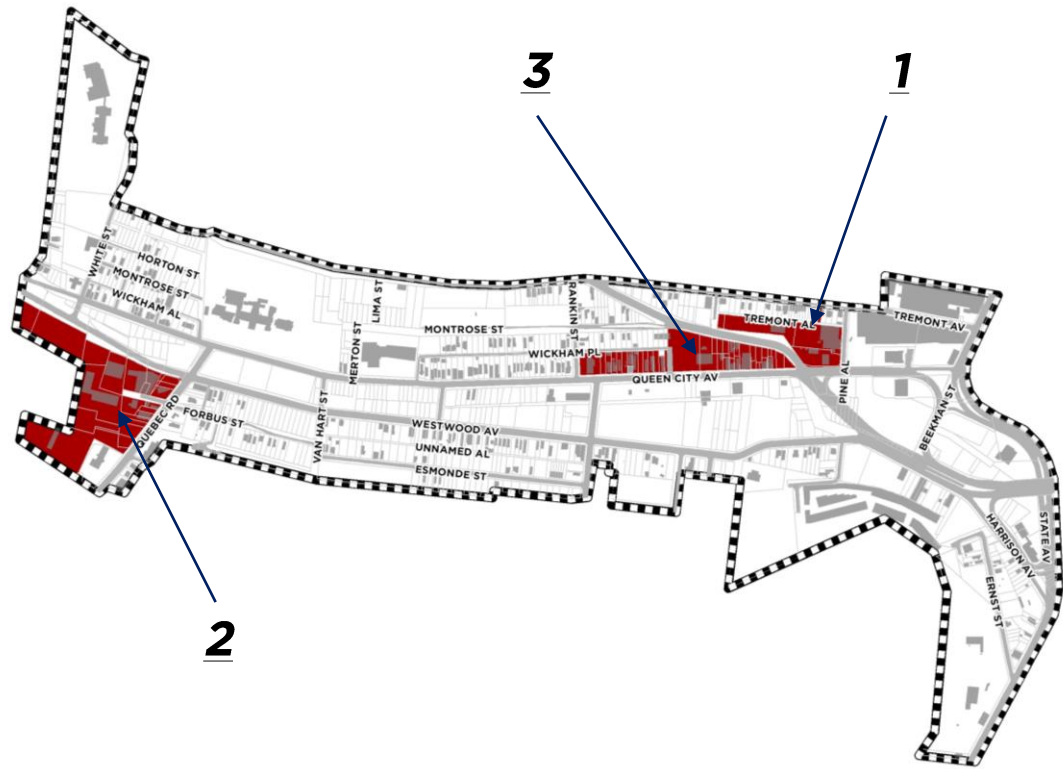 3
1
WHITE ST
HORTON ST
MONTROSE ST
WICKHAM AL
LIMA ST
MERTON ST
RANKIN ST
MONTROSE ST
WICKHAM PL
TREMONT AL
TREMONT AV
QUEEN CITY AV
PINE AL
BEEKMAN ST
QUEBEC RD
FORBUS ST
VAN HART ST
WESTWOOD AV
UNNAMED AL
ESMONDE ST
STATE AV
HARRISON AV
ERNST ST
2